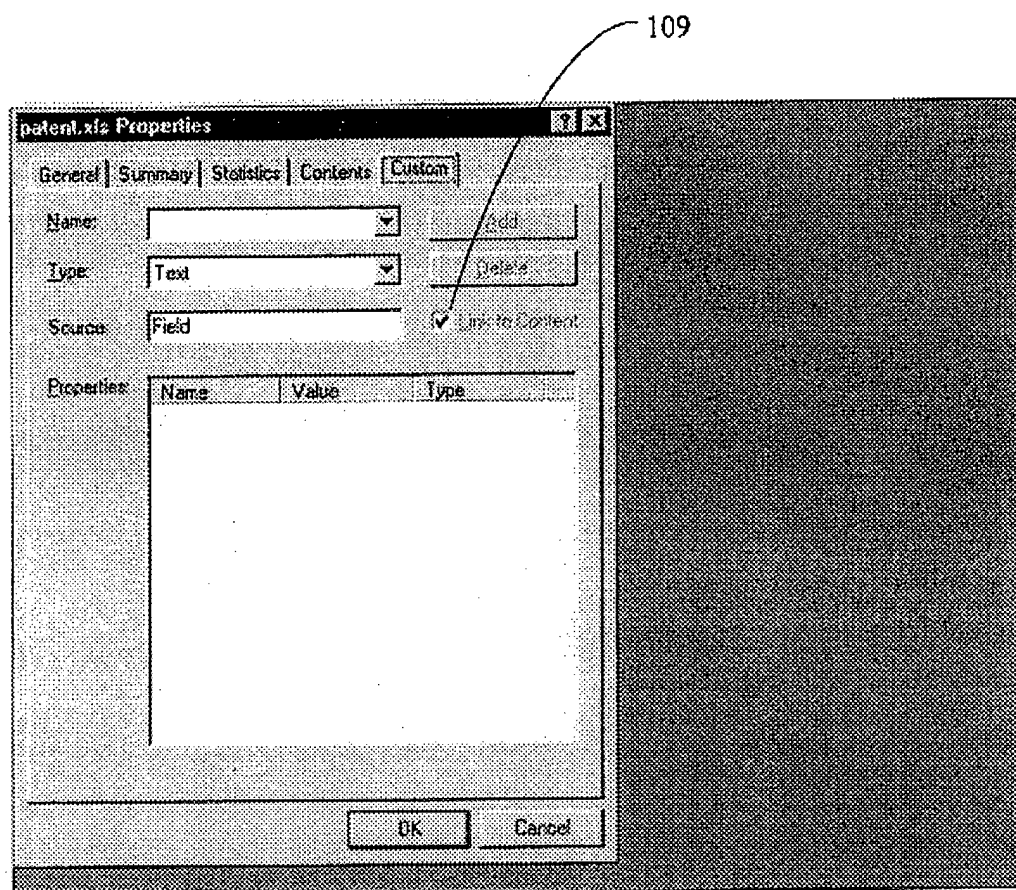 109
patent.xls Properties
General Summary Statistics Contents Custom
Name: Add
Type: Text Delete
Source: Field Link to Content
Properties: Name Value Type
OK Cancel